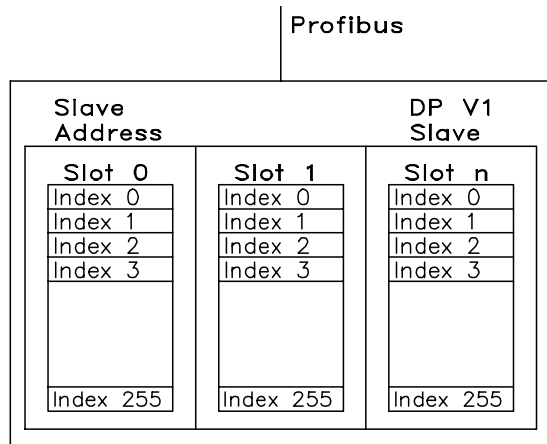 Profibus
Slave
Address
DP V1
Slave
Slot 0
Index 0
Index 1
Index 2
Index 3
Index 255
Slot 1
Index 0
Index 1
Index 2
Index 3
Index 255
Slot n
Index 0
Index 1
Index 2
Index 3
Index 255